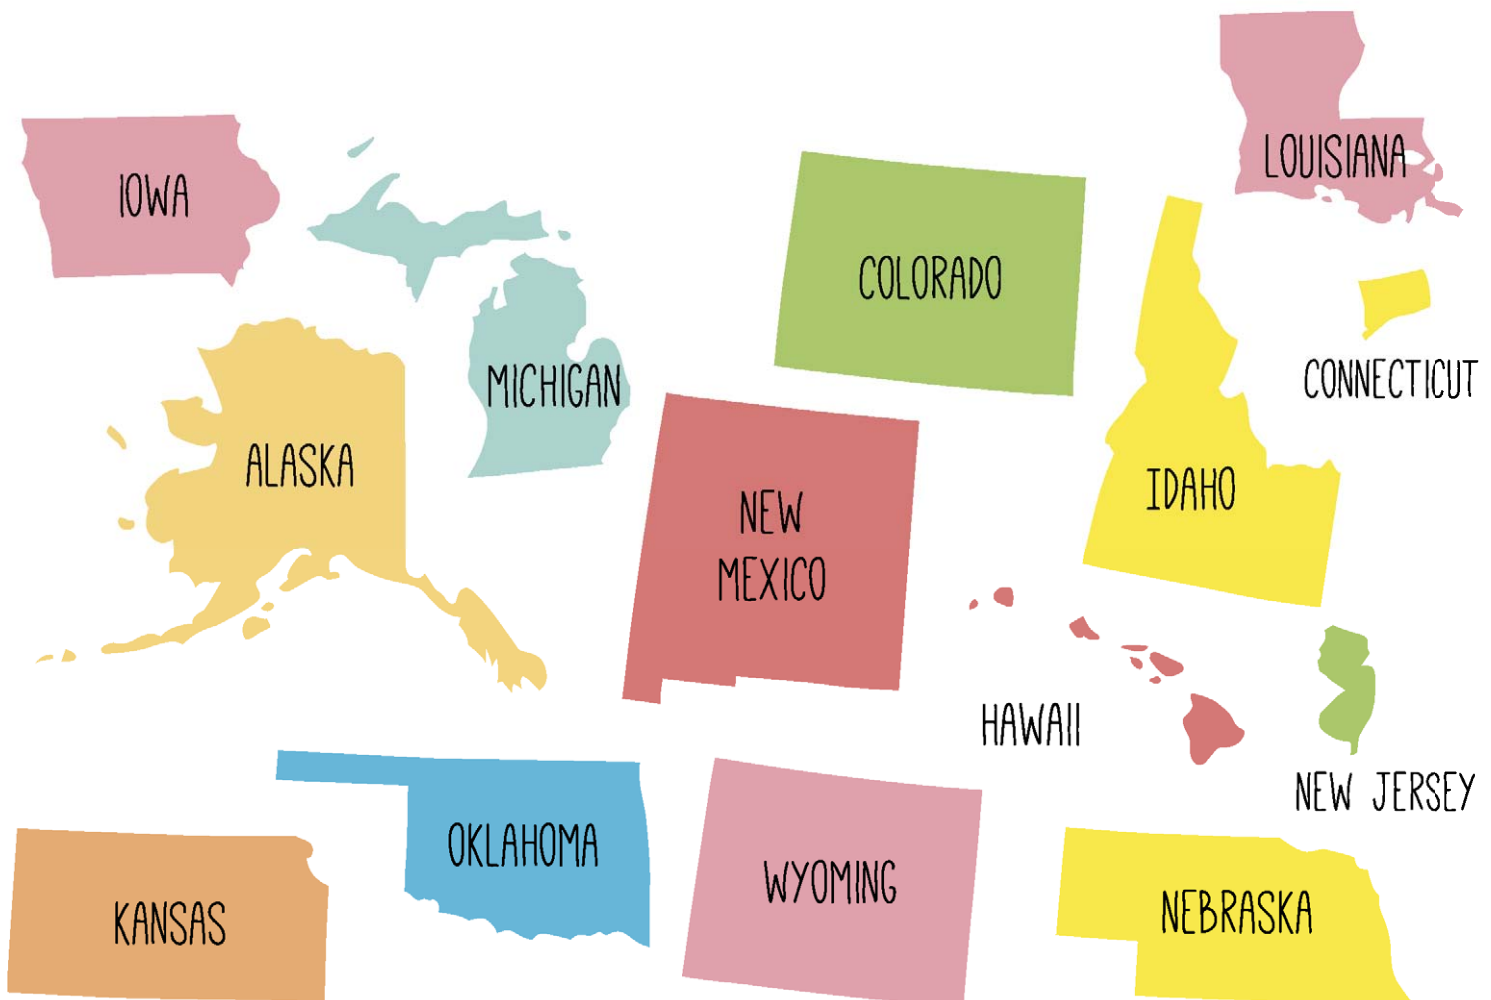 LOUISIANA
IOWA
COLORADO
MICHIGAN
CONNECTICUT
ALASKA
IDAHO
NEW
MEXICO
HAWAII
NEW JERSEY
OKLAHOMA
WYOMING
KANSAS
NEBRASKA